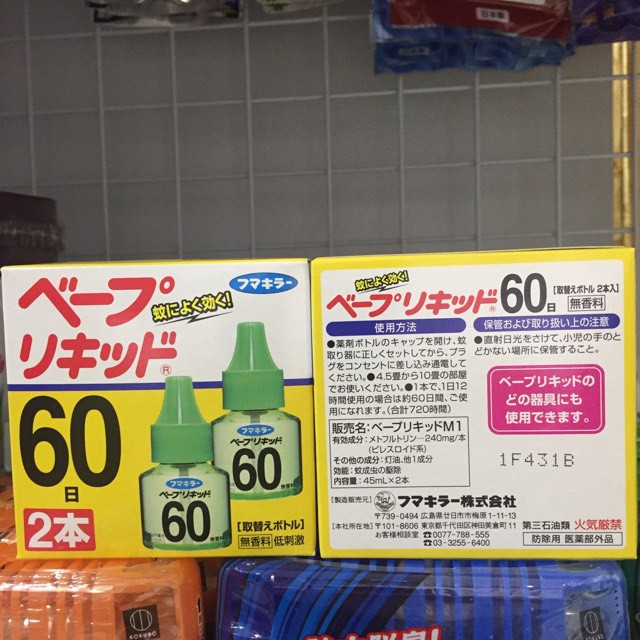 日本製
ベープ
リキッド®
蚊によく効く!
フマキラー
60
日
2本
フマキラー
ベープリキッド
60
フマキラー
ベープリキッド
60
[取替えボトル]
無香料 低刺激
蚊によく効く!
ベープリキッド®60日
[取替えボトル 2本入]
無香料
使用方法
●薬剤ボトルのキャップを開け、蚊
取り器に正しくセットしてから、プラ
グをコンセントに差し込み通電して
ください。●4.5畳から10畳の部屋
でお使いください。●1本で、1日12
時間使用の場合は約60日間、ご使
用になれます。(合計720時間)
保管および取り扱い上の注意
●直射日光をさけて、小児の手のと
どかない場所に保管すること。
ベープリキッドの
どの器具にも
使用できます。
販売名:ベープリキッドM1
有効成分:メトフルトリン…240mg/本
(ピレスロイド系)
その他の成分:灯油、他1成分
効能:蚊成虫の駆除
内容量:45mL×2本
1F431B
[製造販売元] フマキラー株式会社
〒739-0494 広島県廿日市市梅原1-11-13
[本社所在地] 〒101-8606 東京都千代田区神田美倉町11
お客様相談室 ☎0077-788-555
☎03-3255-6400
第三石油類 火気厳禁
防除用 医薬部外品
KOKUBO